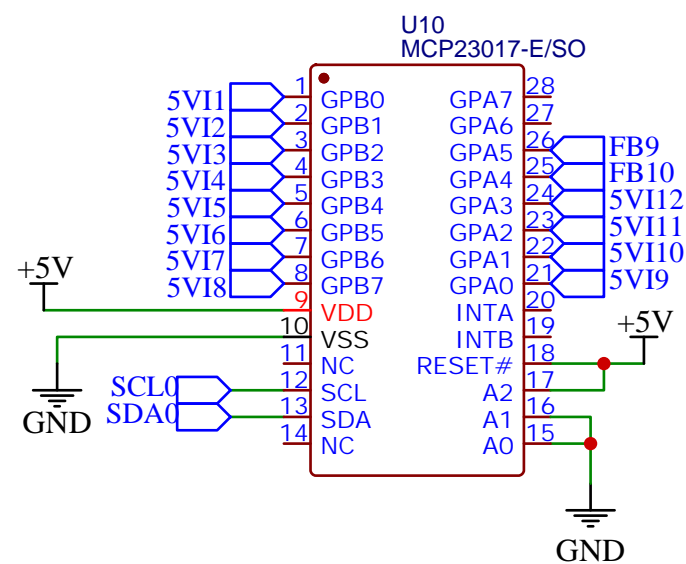 U10
MCP23017-E/SO
5VI1 1 GPB0 GPA7 28
5VI2 2 GPB1 GPA6 27
5VI3 3 GPB2 GPA5 26 FB9
5VI4 4 GPB3 GPA4 25 FB10
5VI5 5 GPB4 GPA3 24 5VI12
5VI6 6 GPB5 GPA2 23 5VI11
5VI7 7 GPB6 GPA1 22 5VI10
5VI8 8 GPB7 GPA0 21 5VI9
+5V 9 VDD INTA 20
10 VSS INTB 19 +5V
11 NC RESET# 18
SCL0 12 SCL A2 17
SDA0 13 SDA A1 16
GND 14 NC A0 15
GND